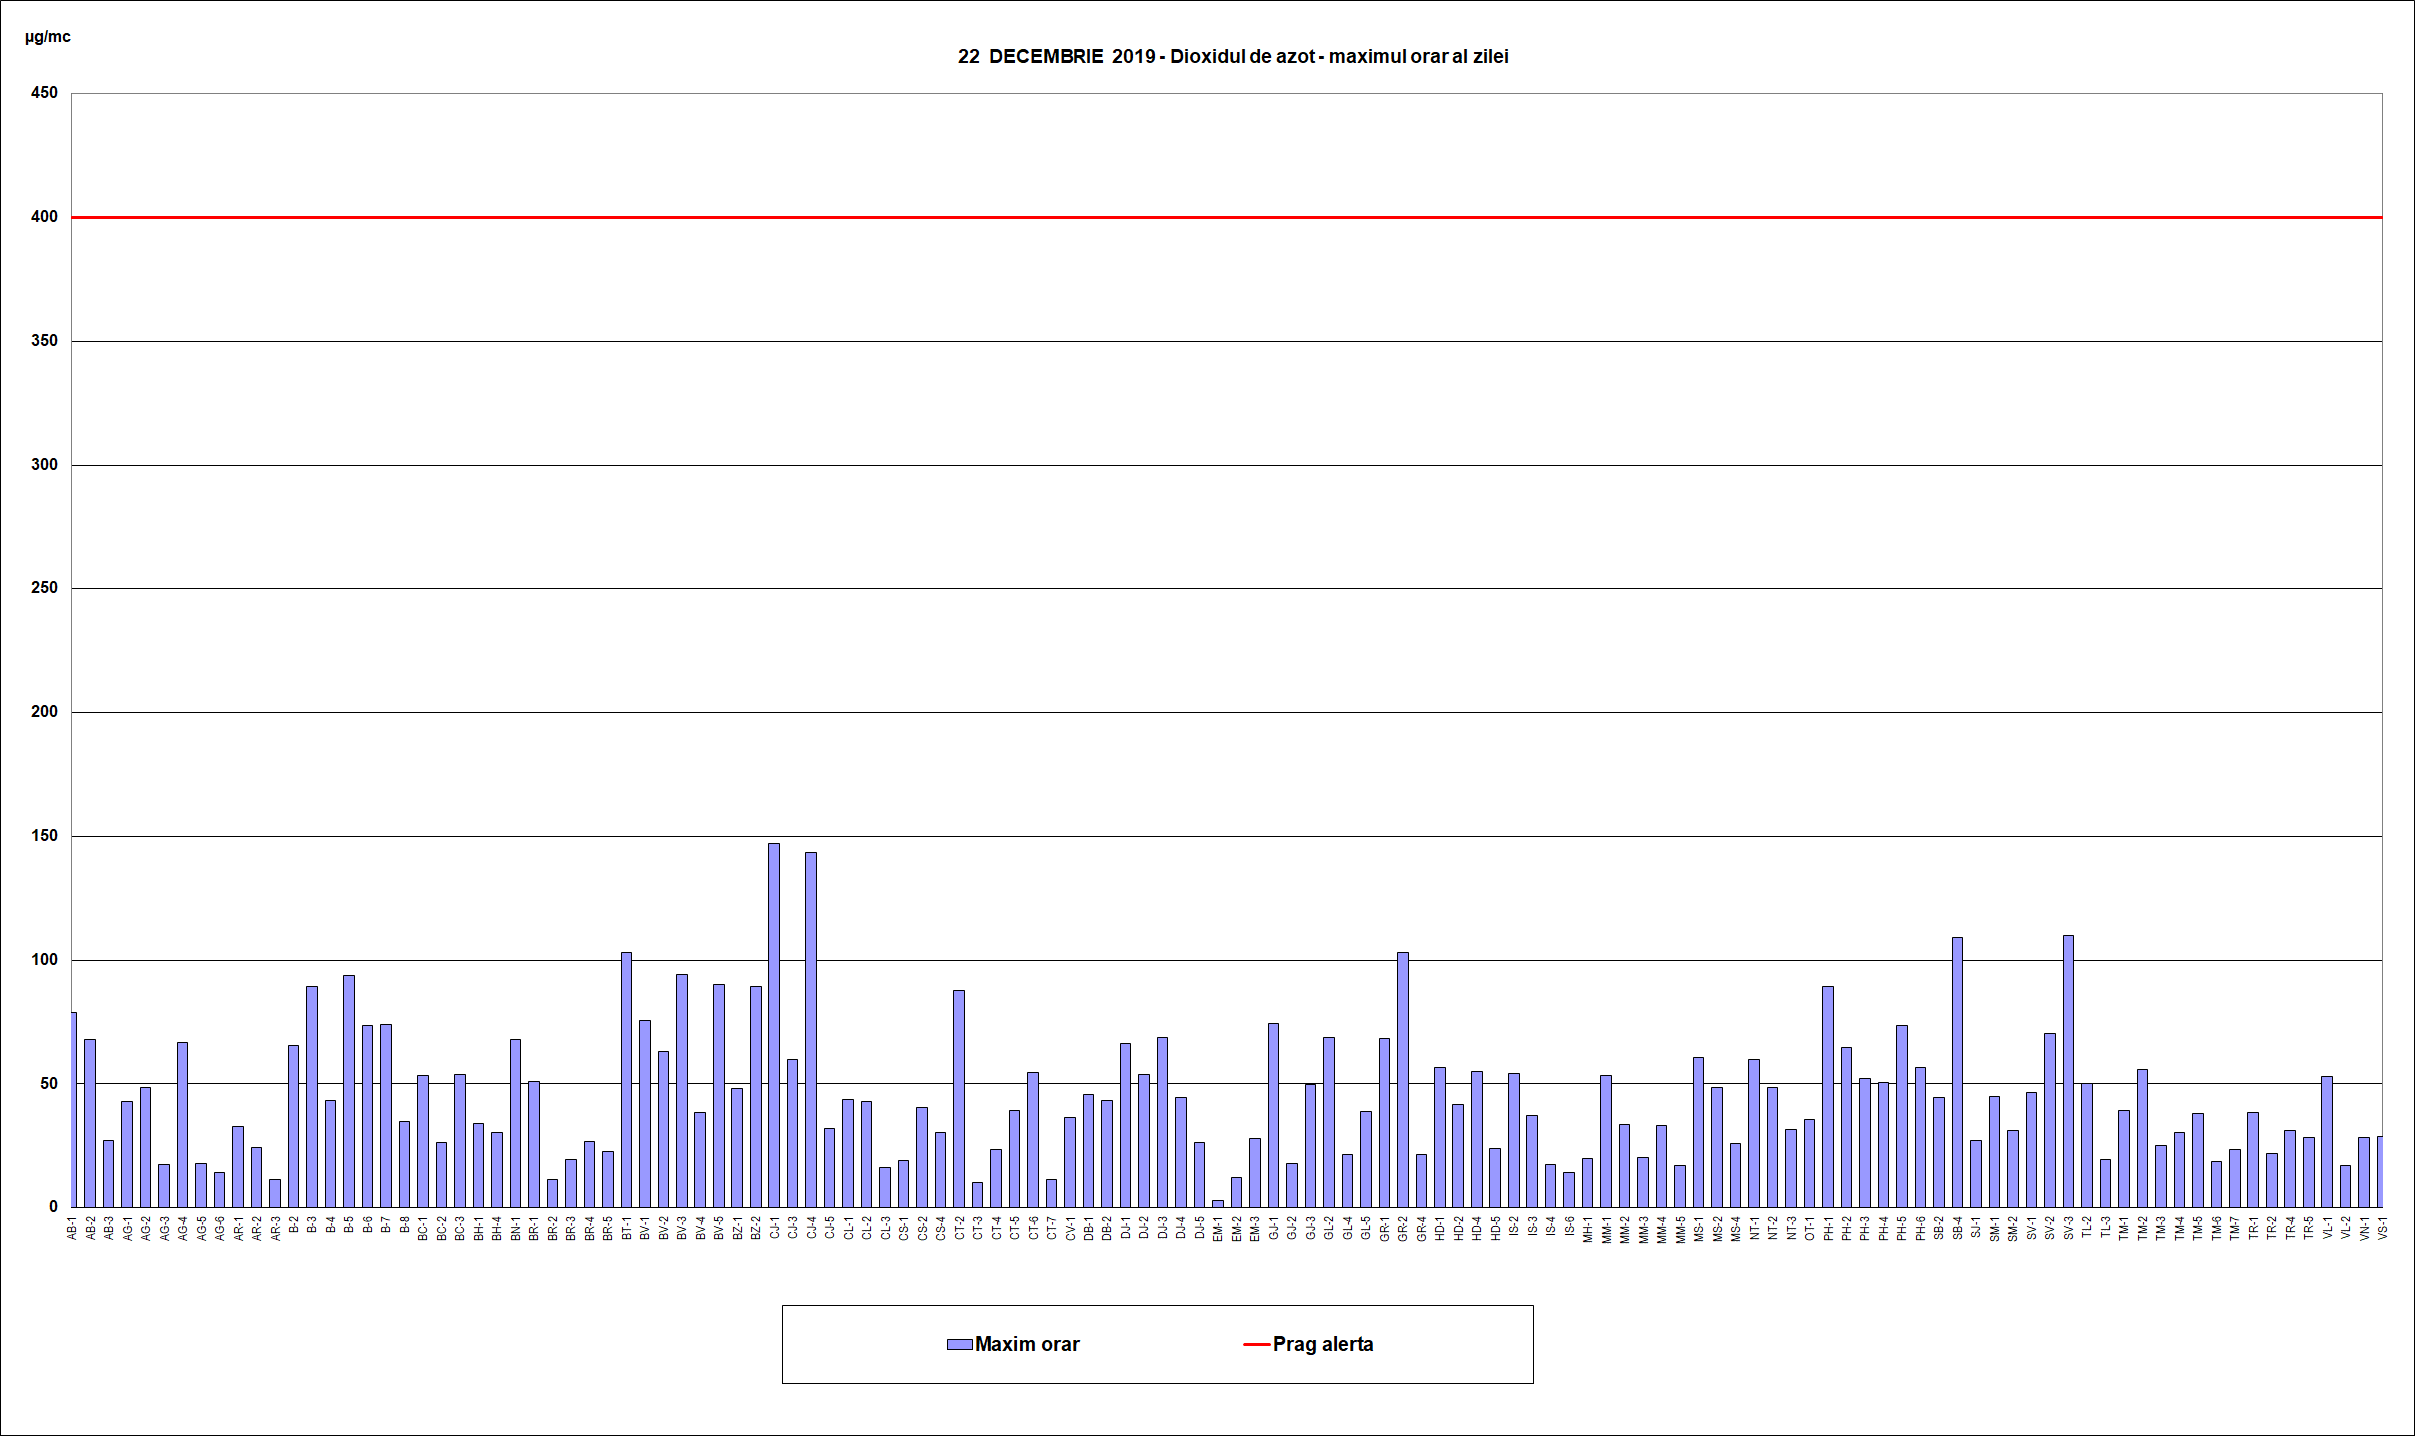 µg/mc
22 DECEMBRIE 2019 - Dioxidul de azot - maximul orar al zilei
450
400
350
300
250
200
150
100
50
0
AB-1 AB-2 AB-3 AG-1 AG-2 AG-3 AG-4 AG-5 AG-6 AR-1 AR-2 AR-3 B-2 B-3 B-4 B-5 B-6 B-7 B-8 BC-1 BC-2 BC-3 BH-1 BH-4 BN-1 BR-1 BR-2 BR-3 BR-4 BR-5 BT-1 BV-1 BV-2 BV-3 BV-4 BV-5 BZ-1 BZ-2 CJ-1 CJ-3 CJ-4 CJ-5 CL-1 CL-2 CL-3 CS-1 CS-2 CS-4 CT-2 CT-3 CT-4 CT-5 CT-6 CT-7 CV-1 DB-1 DB-2 DJ-1 DJ-2 DJ-3 DJ-4 DJ-5 EM-1 EM-2 EM-3 GJ-1 GJ-2 GJ-3 GL-2 GL-4 GL-5 GR-1 GR-2 GR-4 HD-1 HD-2 HD-4 HD-5 IS-2 IS-3 IS-4 IS-6 MH-1 MM-1 MM-2 MM-3 MM-4 MM-5 MS-1 MS-2 MS-4 NT-1 NT-2 NT-3 OT-1 PH-1 PH-2 PH-3 PH-4 PH-5 PH-6 SB-2 SB-4 SJ-1 SM-1 SM-2 SV-1 SV-2 SV-3 TL-2 TL-3 TM-1 TM-2 TM-3 TM-4 TM-5 TM-6 TM-7 TR-1 TR-2 TR-4 TR-5 VL-1 VL-2 VN-1 VS-1
Maxim orar
Prag alerta